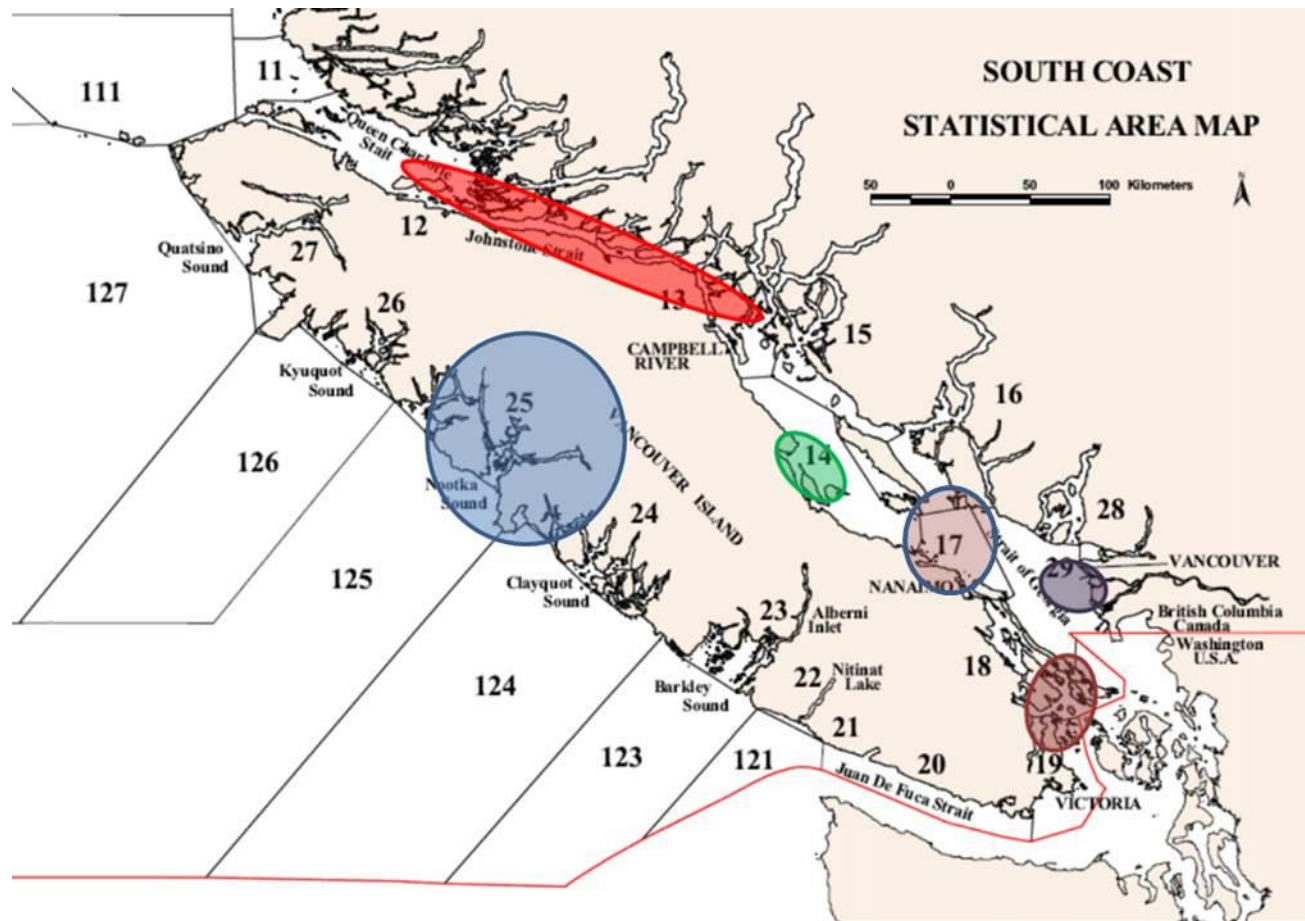 SOUTH COAST
STATISTICAL AREA MAP
50 0 50 100 Kilometers
N
111
11
Queen Charlotte
Stait
12
Johnstone Strait
13
Quatsino
Sound
27
127
26
Kyuquot
Sound
CAMPBELL
RIVER
15
16
25
VANCOUVER ISLAND
14
126
Nootka
Sound
24
125
Clayquot
Sound
17
NANAIMO
Strait of Georgia
28
29
VANCOUVER
British Columbia
Canada
Washington
U.S.A.
23
Alberni
Inlet
18
22
Nitinat
Lake
124
Barkley
Sound
21
123
121
20
19
Juan De Fuca Strait
VICTORIA